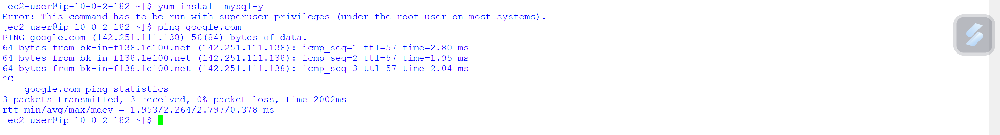 [ec2-user@ip-10-0-2-182 ~]$ yum install mysql-y
Error: This command has to be run with superuser privileges (under the root user on most systems).
[ec2-user@ip-10-0-2-182 ~]$ ping google.com
PING google.com (142.251.111.138) 56(84) bytes of data.
64 bytes from bk-in-f138.1e100.net (142.251.111.138): icmp_seq=1 ttl=57 time=2.80 ms
64 bytes from bk-in-f138.1e100.net (142.251.111.138): icmp_seq=2 ttl=57 time=1.95 ms
64 bytes from bk-in-f138.1e100.net (142.251.111.138): icmp_seq=3 ttl=57 time=2.04 ms
^C
--- google.com ping statistics ---
3 packets transmitted, 3 received, 0% packet loss, time 2002ms
rtt min/avg/max/mdev = 1.953/2.264/2.797/0.378 ms
[ec2-user@ip-10-0-2-182 ~]$